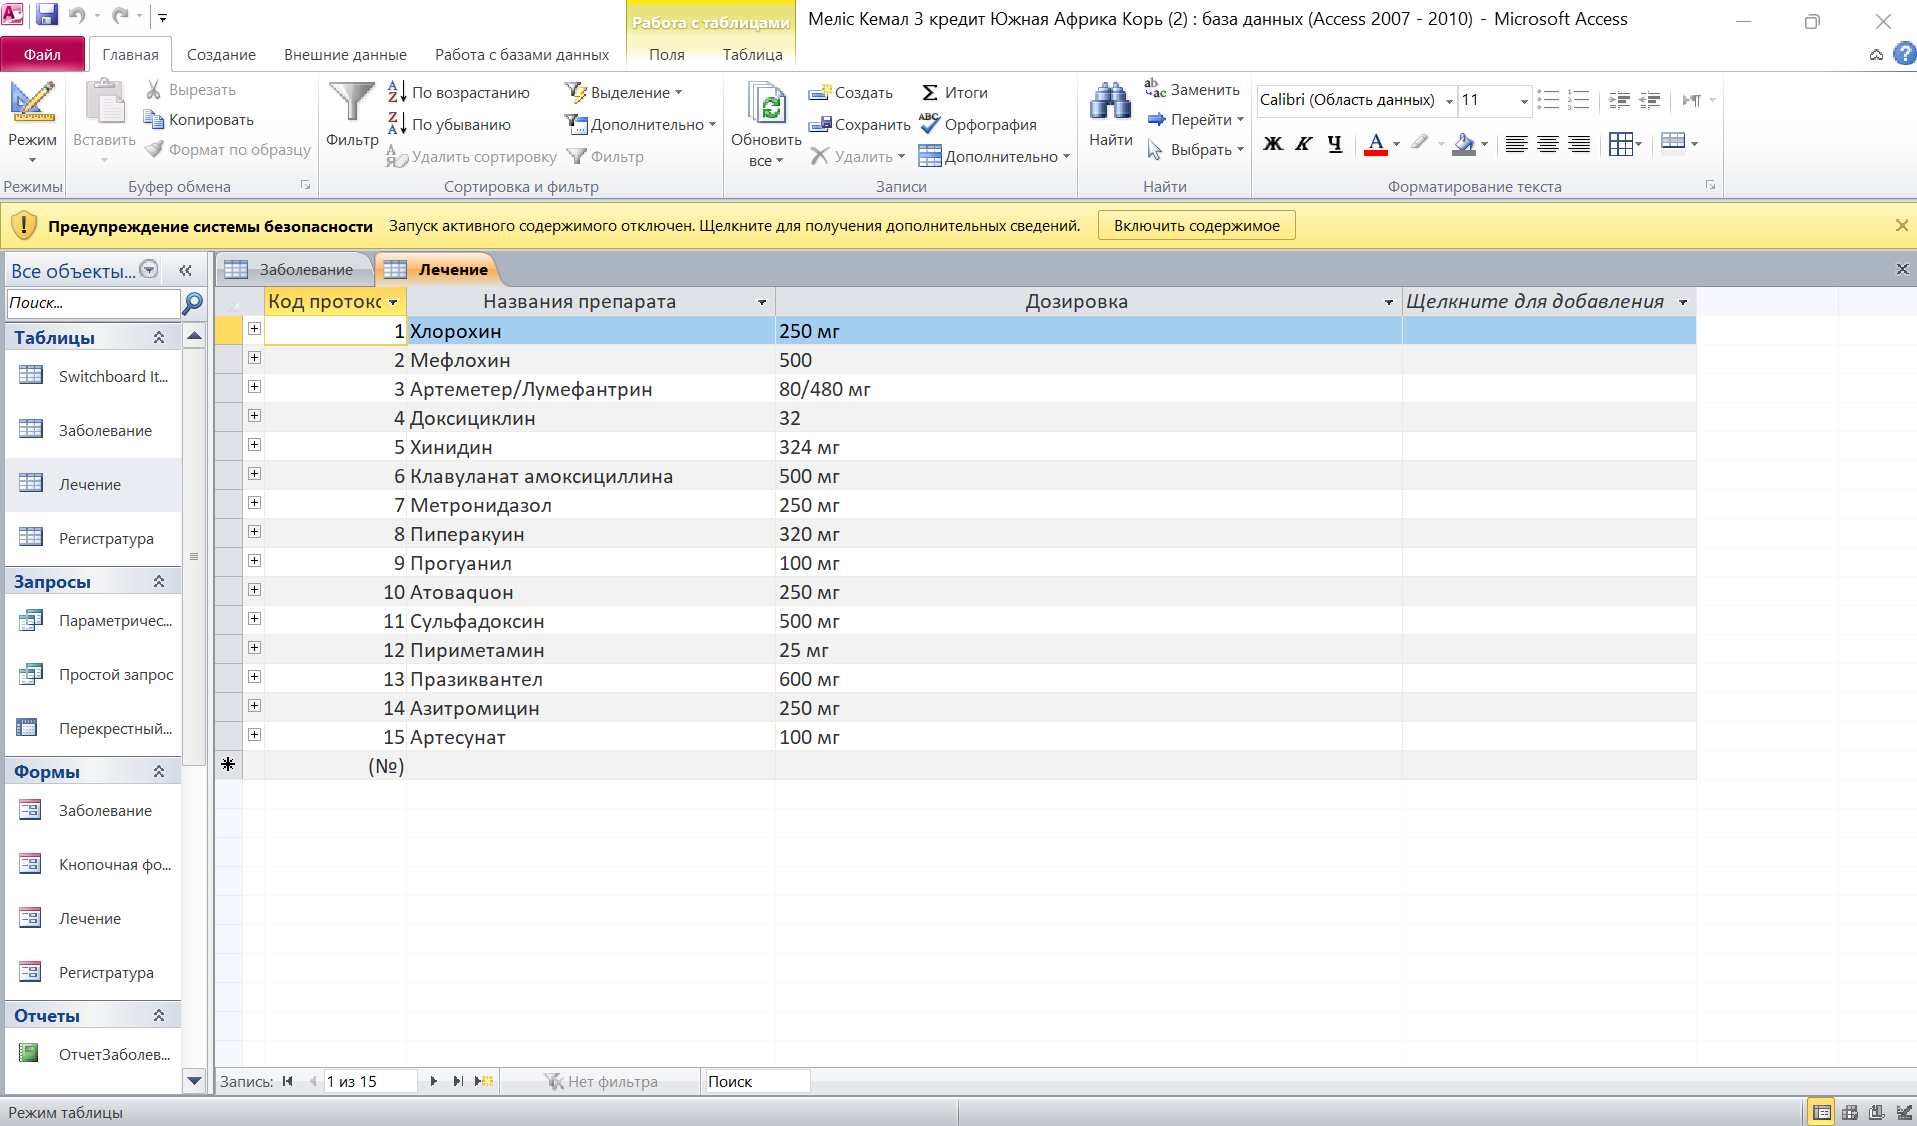 Работа с таблицами
Меліс Кемал 3 кредит Южная Африка Корь (2) : база данных (Access 2007 - 2010) - Microsoft Access
Файл
Главная
Создание
Внешние данные
Работа с базами данных
Поля
Таблица
Режим
Режимы
Вставить
Вырезать
Копировать
Формат по образцу
Буфер обмена
Фильтр
По возрастанию
По убыванию
Удалить сортировку
Выделение
Дополнительно
Фильтр
Сортировка и фильтр
Обновить
все
Создать
Сохранить
Удалить
Итоги
Орфография
Дополнительно
Записи
Найти
Заменить
Перейти
Выбрать
Найти
Calibri (Область данных)
11
Ж К Ч
А
Форматирование текста
Предупреждение системы безопасности Запуск активного содержимого отключен. Щелкните для получения дополнительных сведений.
Включить содержимое
Все объекты...
Поиск...
Таблицы
Switchboard It...
Заболевание
Лечение
Регистратура
Запросы
Параметричес...
Простой запрос
Перекрестный...
Формы
Заболевание
Кнопочная фо...
Лечение
Регистратура
Отчеты
ОтчетЗаболев...
Заболевание
Лечение
Код протокс Названия препарата Дозировка Щелкните для добавления
1 Хлорохин 250 мг
2 Мефлохин 500
3 Артеметер/Лумефантрин 80/480 мг
4 Доксициклин 32
5 Хинидин 324 мг
6 Клавуланат амоксициллина 500 мг
7 Метронидазол 250 мг
8 Пиперакуин 320 мг
9 Прогуанил 100 мг
10 Атоваquон 250 мг
11 Сульфадоксин 500 мг
12 Пириметамин 25 мг
13 Празиквантел 600 мг
14 Азитромицин 250 мг
15 Артесунат 100 мг
(№)
Запись: 1 из 15 Нет фильтра Поиск
Режим таблицы